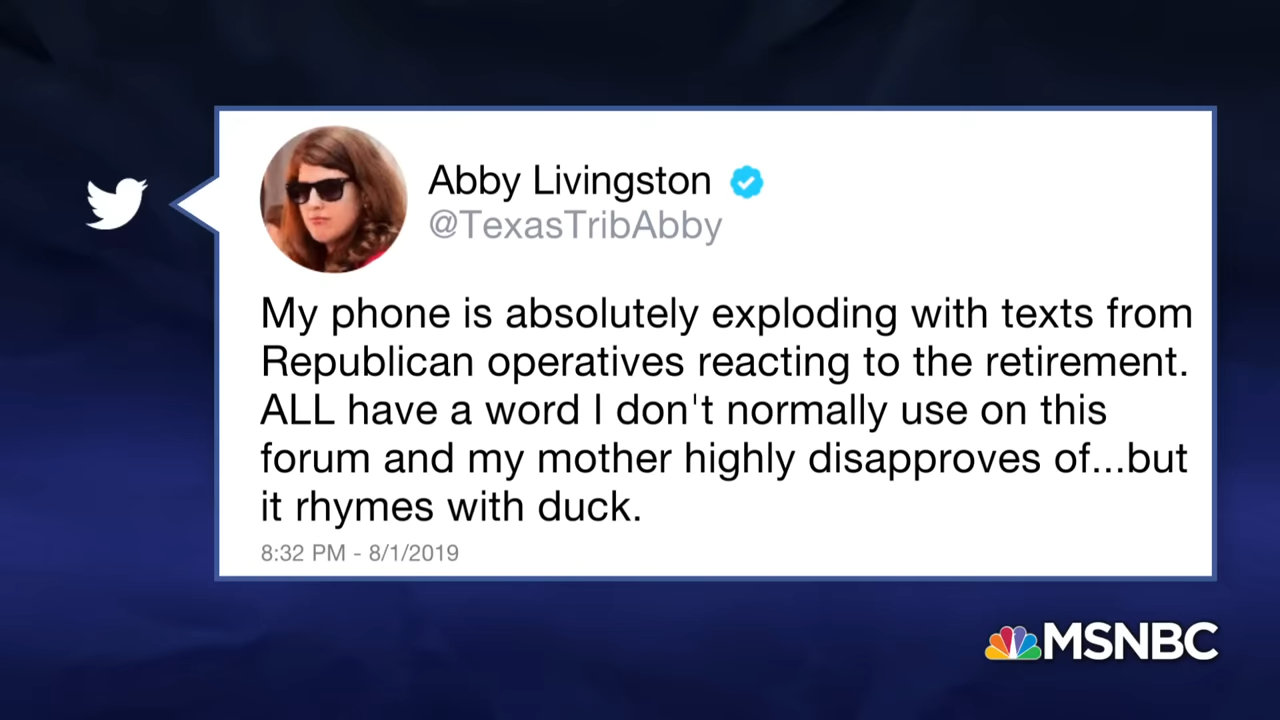 Abby Livingston
@TexasTribAbby
My phone is absolutely exploding with texts from
Republican operatives reacting to the retirement.
ALL have a word I don't normally use on this
forum and my mother highly disapproves of...but
it rhymes with duck.
8:32 PM - 8/1/2019
MSNBC